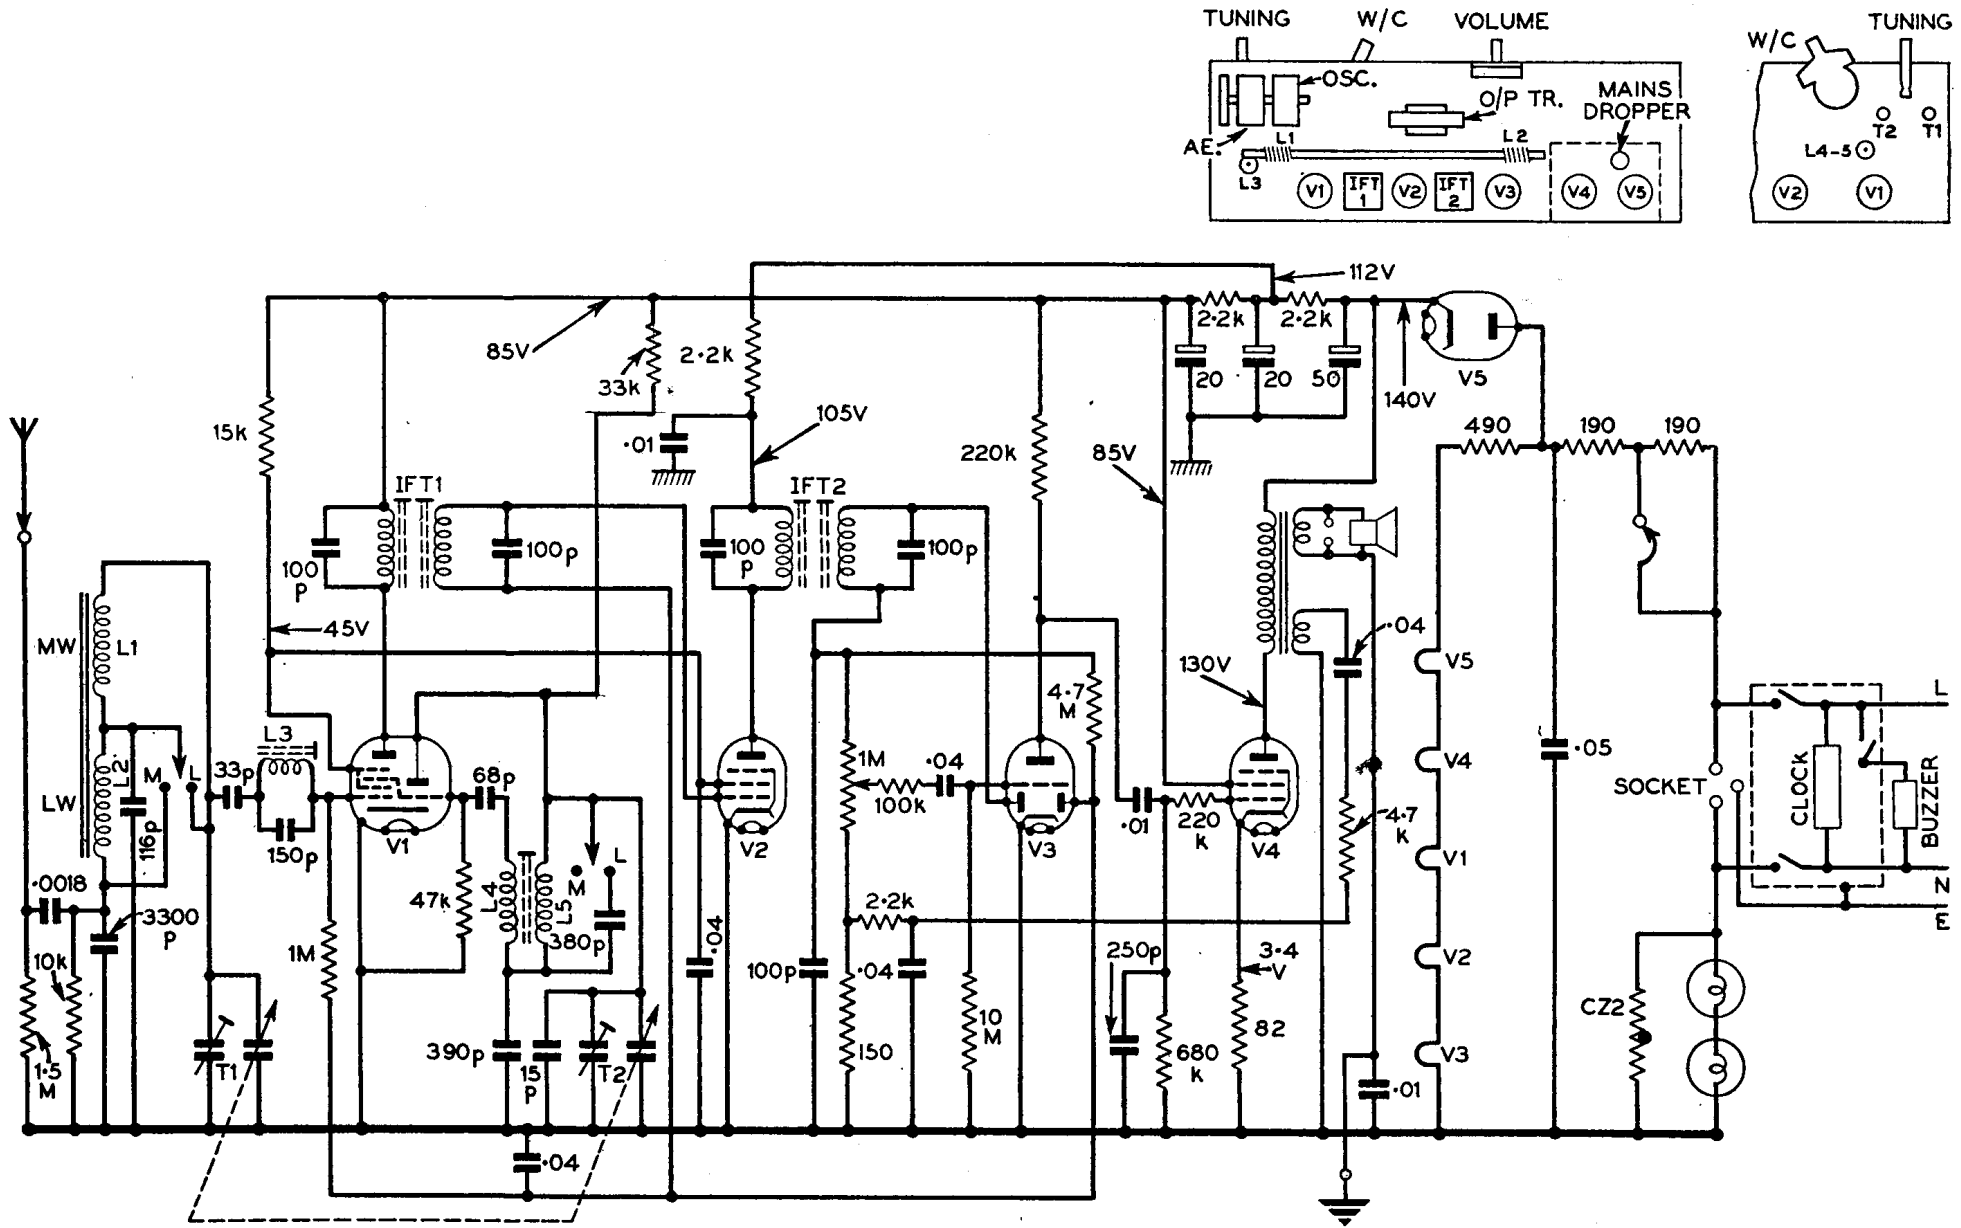 TUNING
W/C
VOLUME
OSC.
O/P TR.
MAINS
DROPPER
AE.
L1
L2
L3
V1
IFT
1
V2
IFT
2
V3
V4
V5
W/C
TUNING
T2
T1
L4-5
V2
V1
112V
85V
33k
2·2k
2·2k
2·2k
20
20
50
140V
V5
15k
·01
105V
220k
85V
490
190
190
IFT1
100
p
100p
IFT2
100
p
100p
45V
MW
L1
130V
·04
4·7
M
V5
L3
33p
M
L
L2
LW
116p
150p
V1
68p
47k
L4
L5
M
L
380p
V2
1M
100k
·04
V3
·01
220
k
V4
4·7
k
V4
V1
V2
V3
·05
SOCKET
CLOCK
BUZZER
L
N
E
·0018
3300
p
10k
1·5
M
1M
T1
390p
15
p
T2
·04
·04
100p
2·2k
·04
150
10
M
250p
680
k
3·4
V
82
·01
CZ2